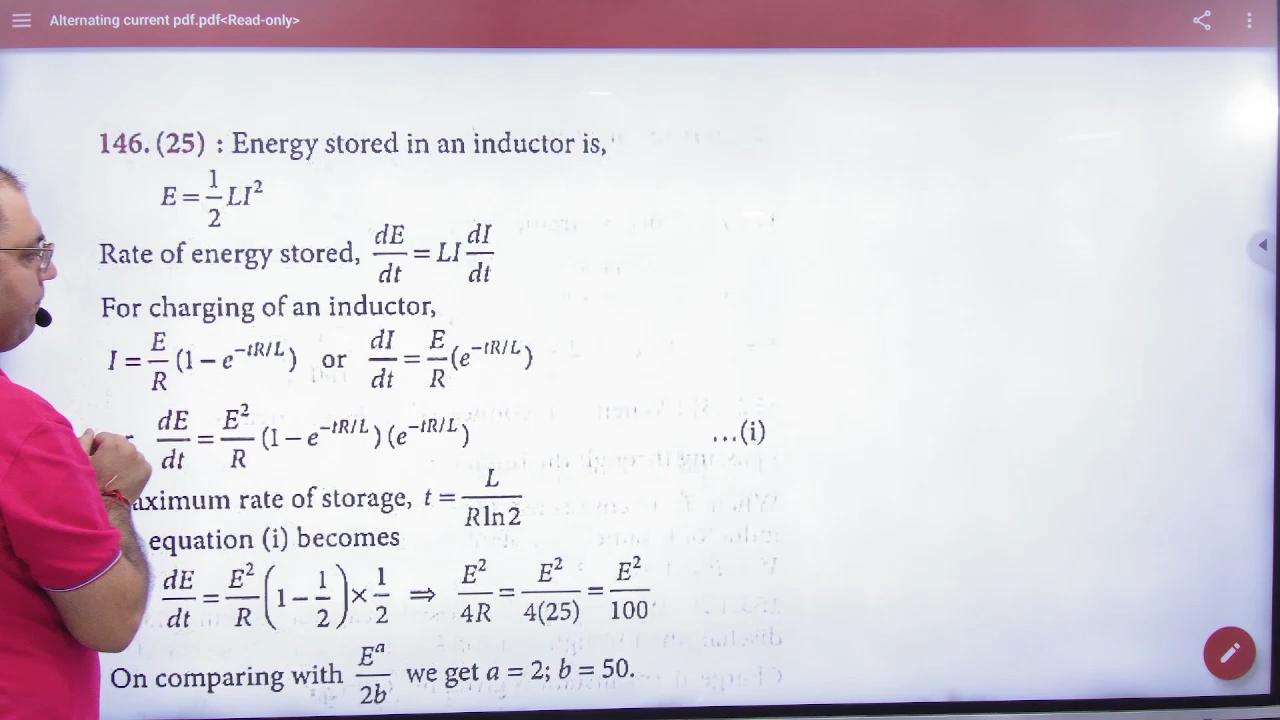 Alternating current pdf.pdf<Read-only>
146. (25) : Energy stored in an inductor is,
E = 1/2 LI²
Rate of energy stored, dE/dt = LI dI/dt
For charging of an inductor,
I = E/R (1 − e^(−tR/L)) or dI/dt = E/R (e^(−tR/L))
dE/dt = E²/R (1 − e^(−tR/L)) (e^(−tR/L)) ...(i)
aximum rate of storage, t = L/(R ln2)
equation (i) becomes
dE/dt = E²/R (1 − 1/2) × 1/2 ⇒ E²/4R = E²/4(25) = E²/100
On comparing with E^a/2b we get a = 2; b = 50.